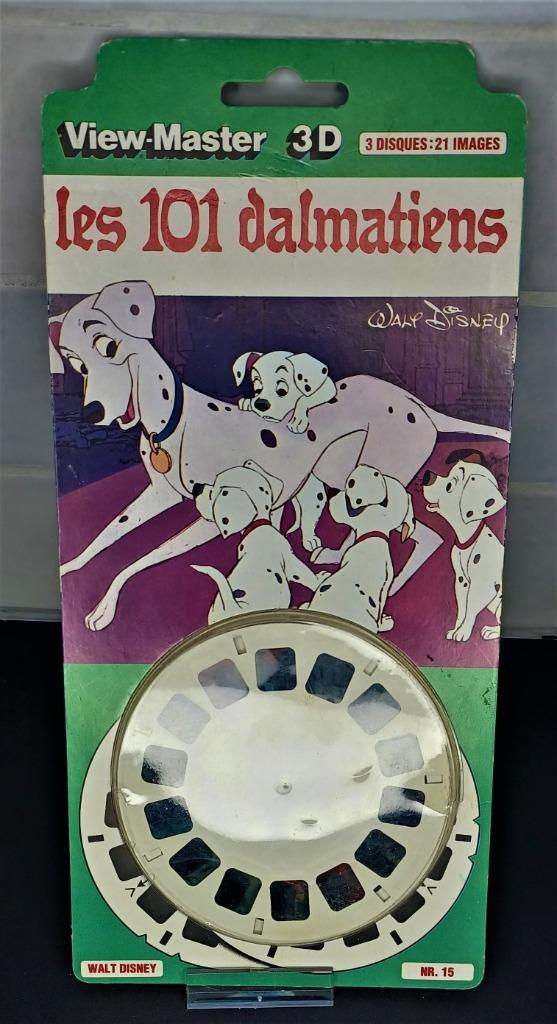 View-Master 3D
3 DISQUES:21 IMAGES
les 101 dalmatiens
WALT DISNEY
WALT DISNEY
NR. 15